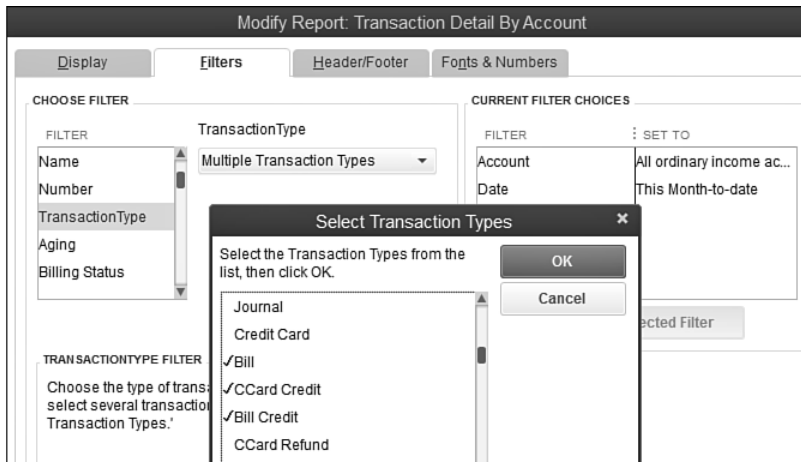 Modify Report: Transaction Detail By Account
Display Filters Header/Footer Fonts & Numbers
CHOOSE FILTER
FILTER
Name
Number
TransactionType
Aging
Billing Status
TransactionType
Multiple Transaction Types
CURRENT FILTER CHOICES
FILTER SET TO
Account All ordinary income ac...
Date This Month-to-date
ected Filter
TRANSACTIONTYPE FILTER
Choose the type of transa
select several transaction
Transaction Types.'
Select Transaction Types
Select the Transaction Types from the
list, then click OK.
OK
Cancel
Journal
Credit Card
✓Bill
✓CCard Credit
✓Bill Credit
CCard Refund